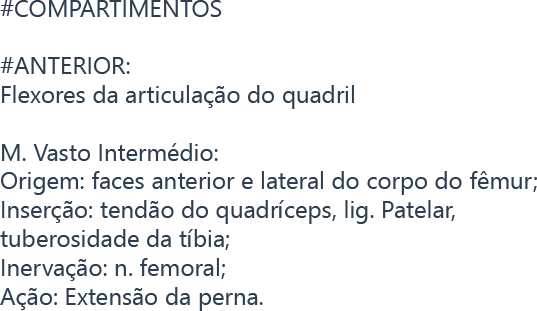 #COMPARTIMENTOS
#ANTERIOR:
Flexores da articulação do quadril
M. Vasto Intermédio:
Origem: faces anterior e lateral do corpo do fêmur;
Inserção: tendão do quadríceps, lig. Patelar,
tuberosidade da tíbia;
Inervação: n. femoral;
Ação: Extensão da perna.